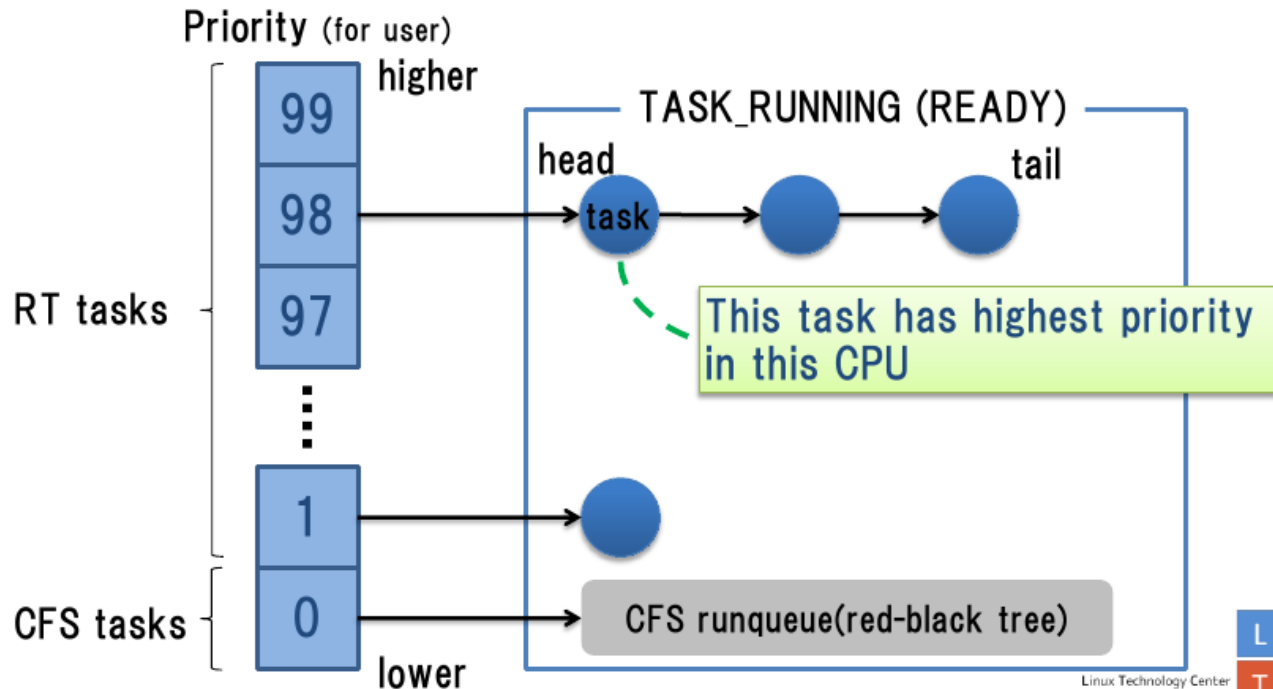 Priority (for user)
higher
99
98
97
1
0
lower
RT tasks
CFS tasks
TASK_RUNNING (READY)
head
tail
task
This task has highest priority
in this CPU
CFS runqueue(red-black tree)
Linux Technology Center
L
T